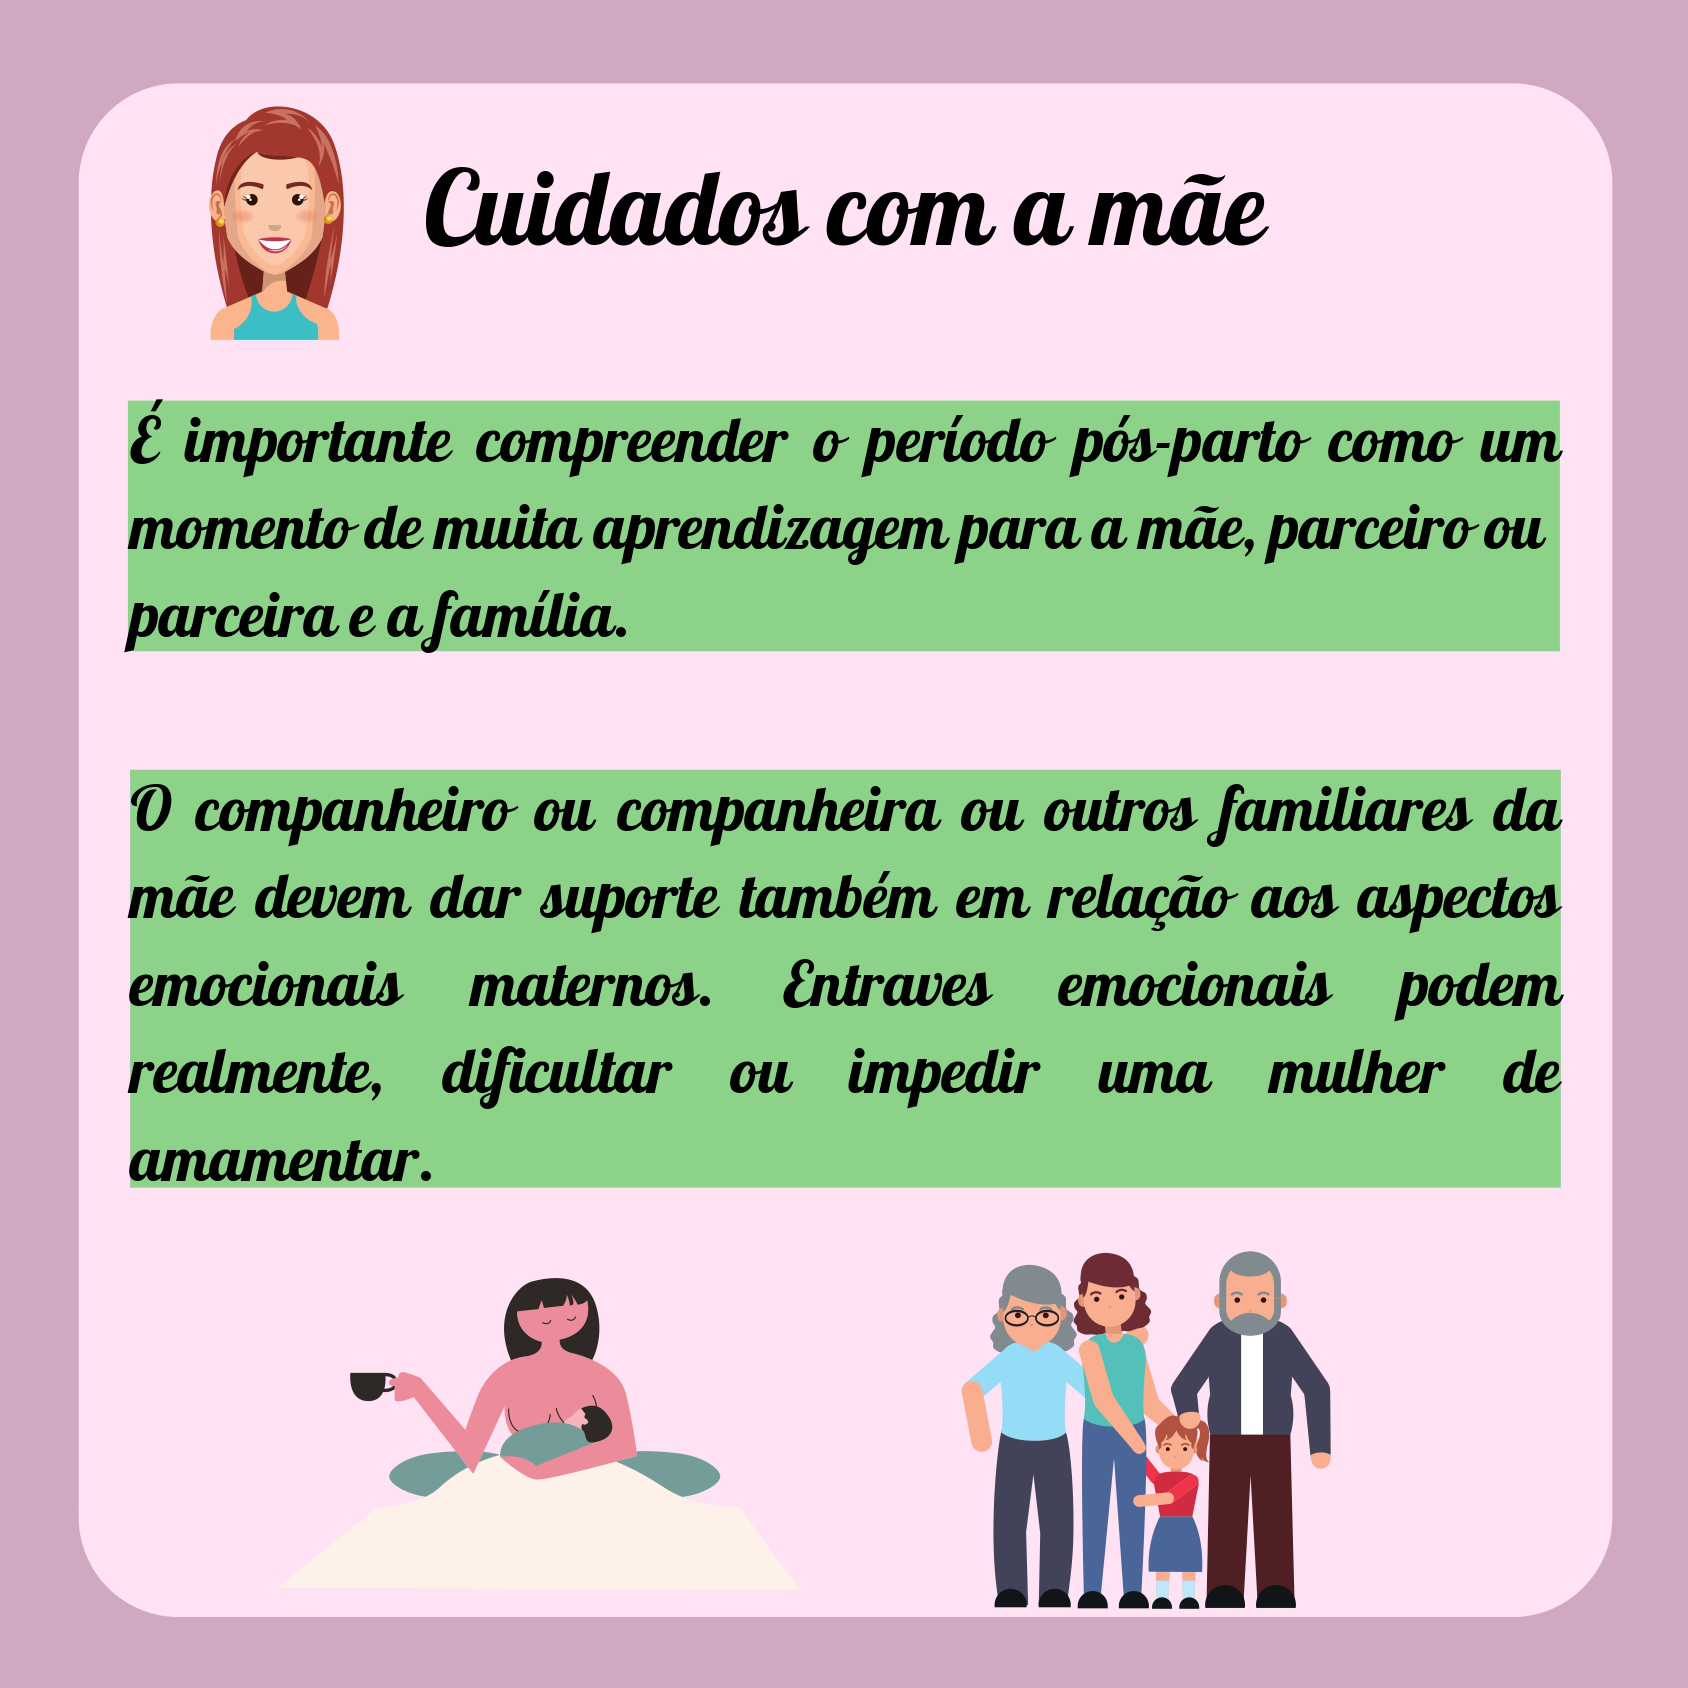 Cuidados com a mãe
É importante compreender o período pós-parto como um
momento de muita aprendizagem para a mãe, parceiro ou
parceira e a família.
O companheiro ou companheira ou outros familiares da
mãe devem dar suporte também em relação aos aspectos
emocionais maternos. Entraves emocionais podem
realmente, dificultar ou impedir uma mulher de
amamentar.